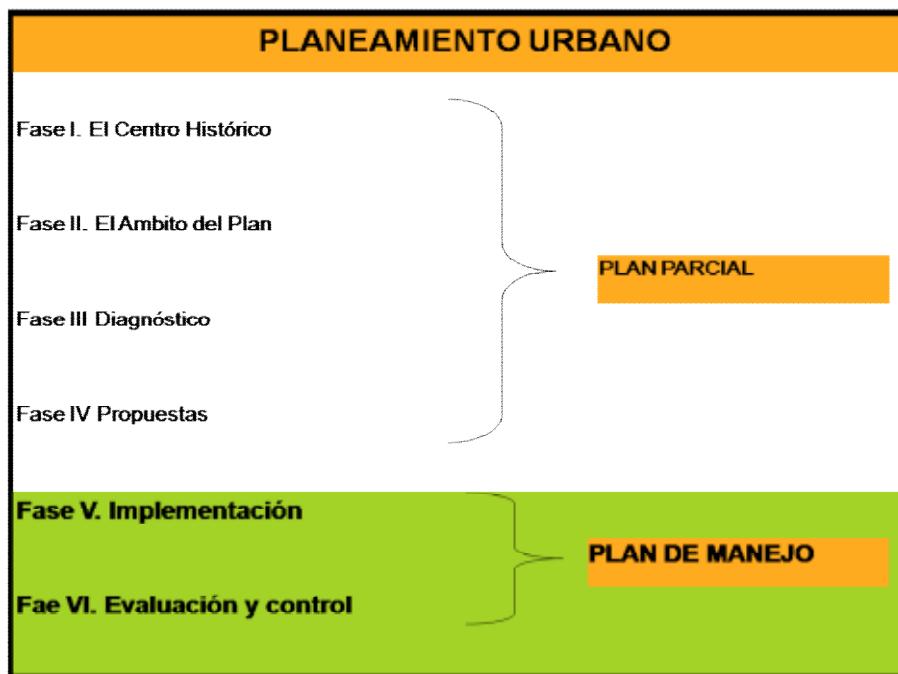 PLANEAMIENTO URBANO
Fase I. El Centro Histórico
Fase II. El Ambito del Plan
Fase III Diagnóstico
Fase IV Propuestas
PLAN PARCIAL
Fase V. Implementación
Fae VI. Evaluación y control
PLAN DE MANEJO